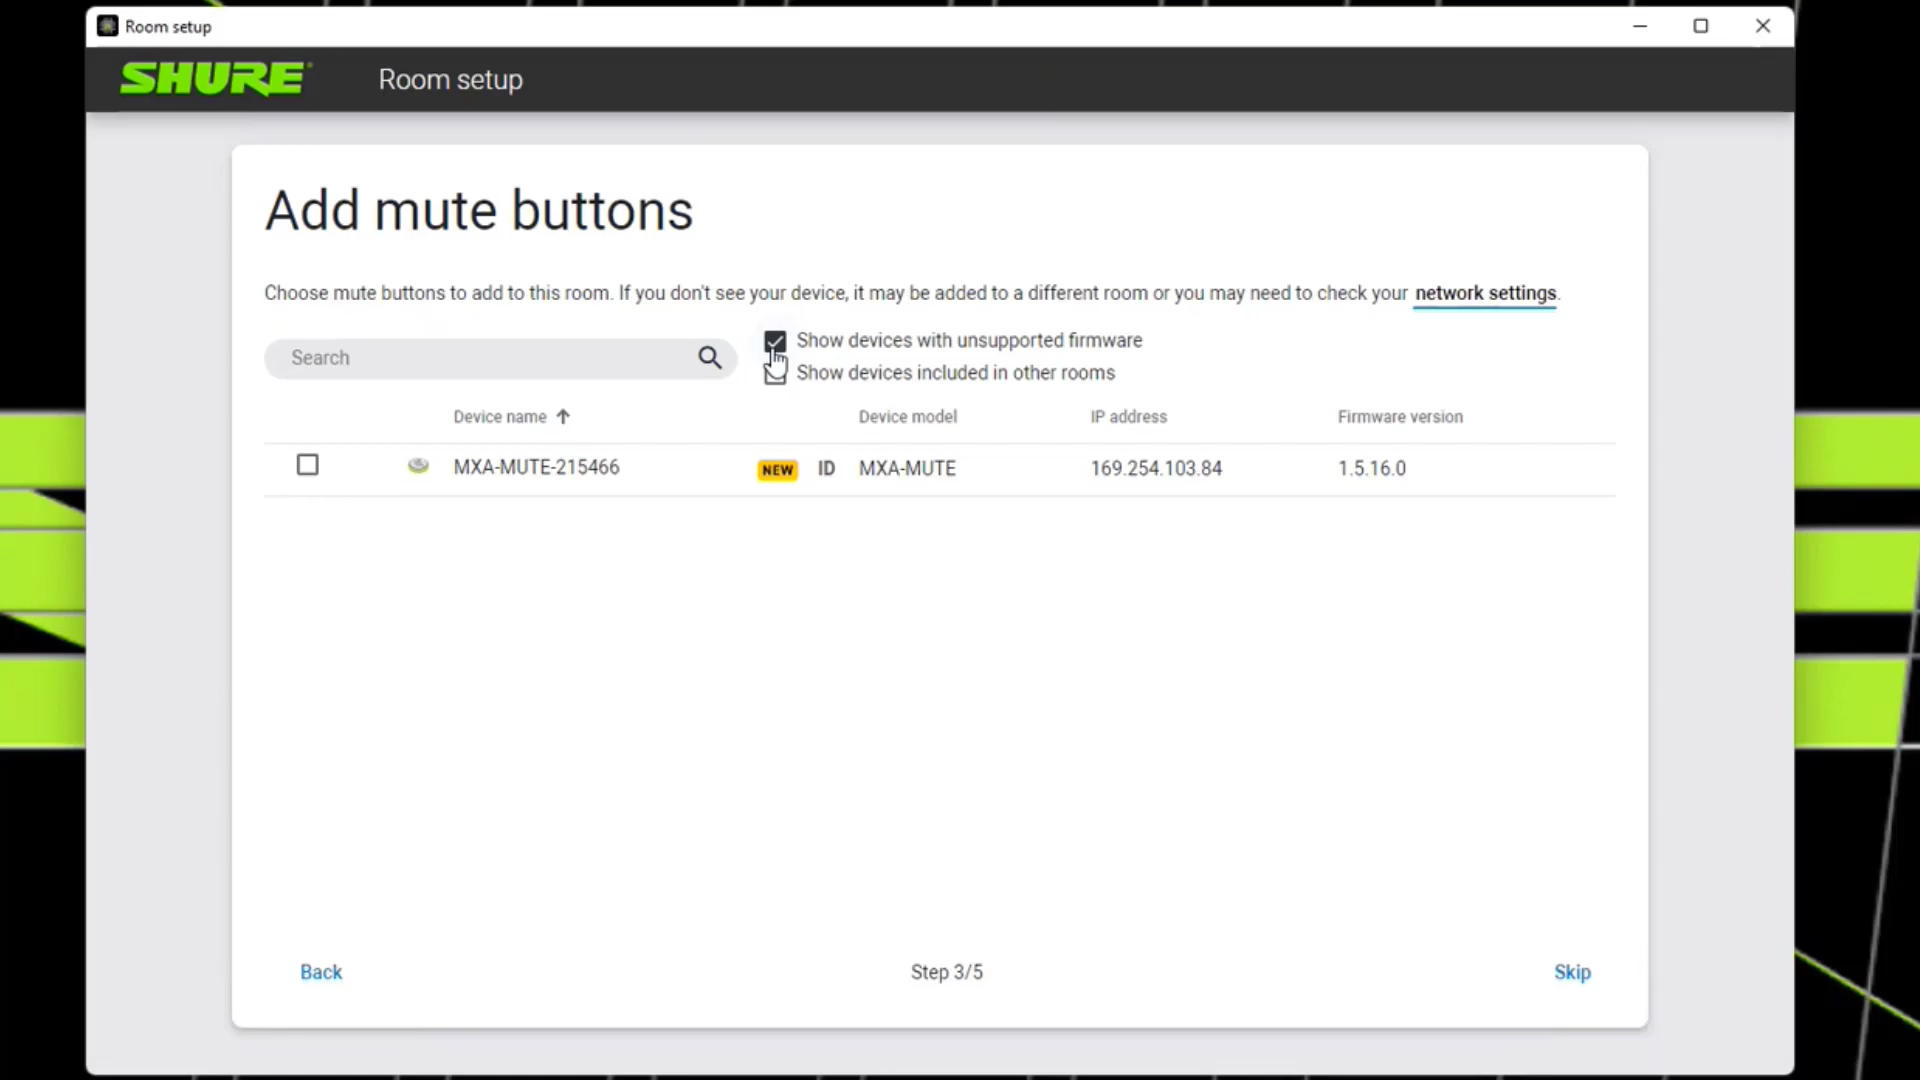 Room setup
SHURE
Room setup
Add mute buttons
Choose mute buttons to add to this room. If you don't see your device, it may be added to a different room or you may need to check your network settings.
Search
Show devices with unsupported firmware
Show devices included in other rooms
Device name Device model IP address Firmware version
MXA-MUTE-215466 NEW ID MXA-MUTE 169.254.103.84 1.5.16.0
Back Step 3/5 Skip